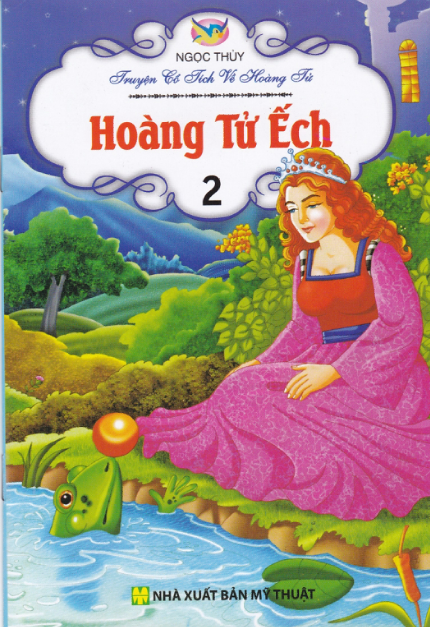 NGỌC THỦY
Truyện Cổ Tích Về Hoàng Tử
Hoàng Tử Ếch
2
NHÀ XUẤT BẢN MỸ THUẬT